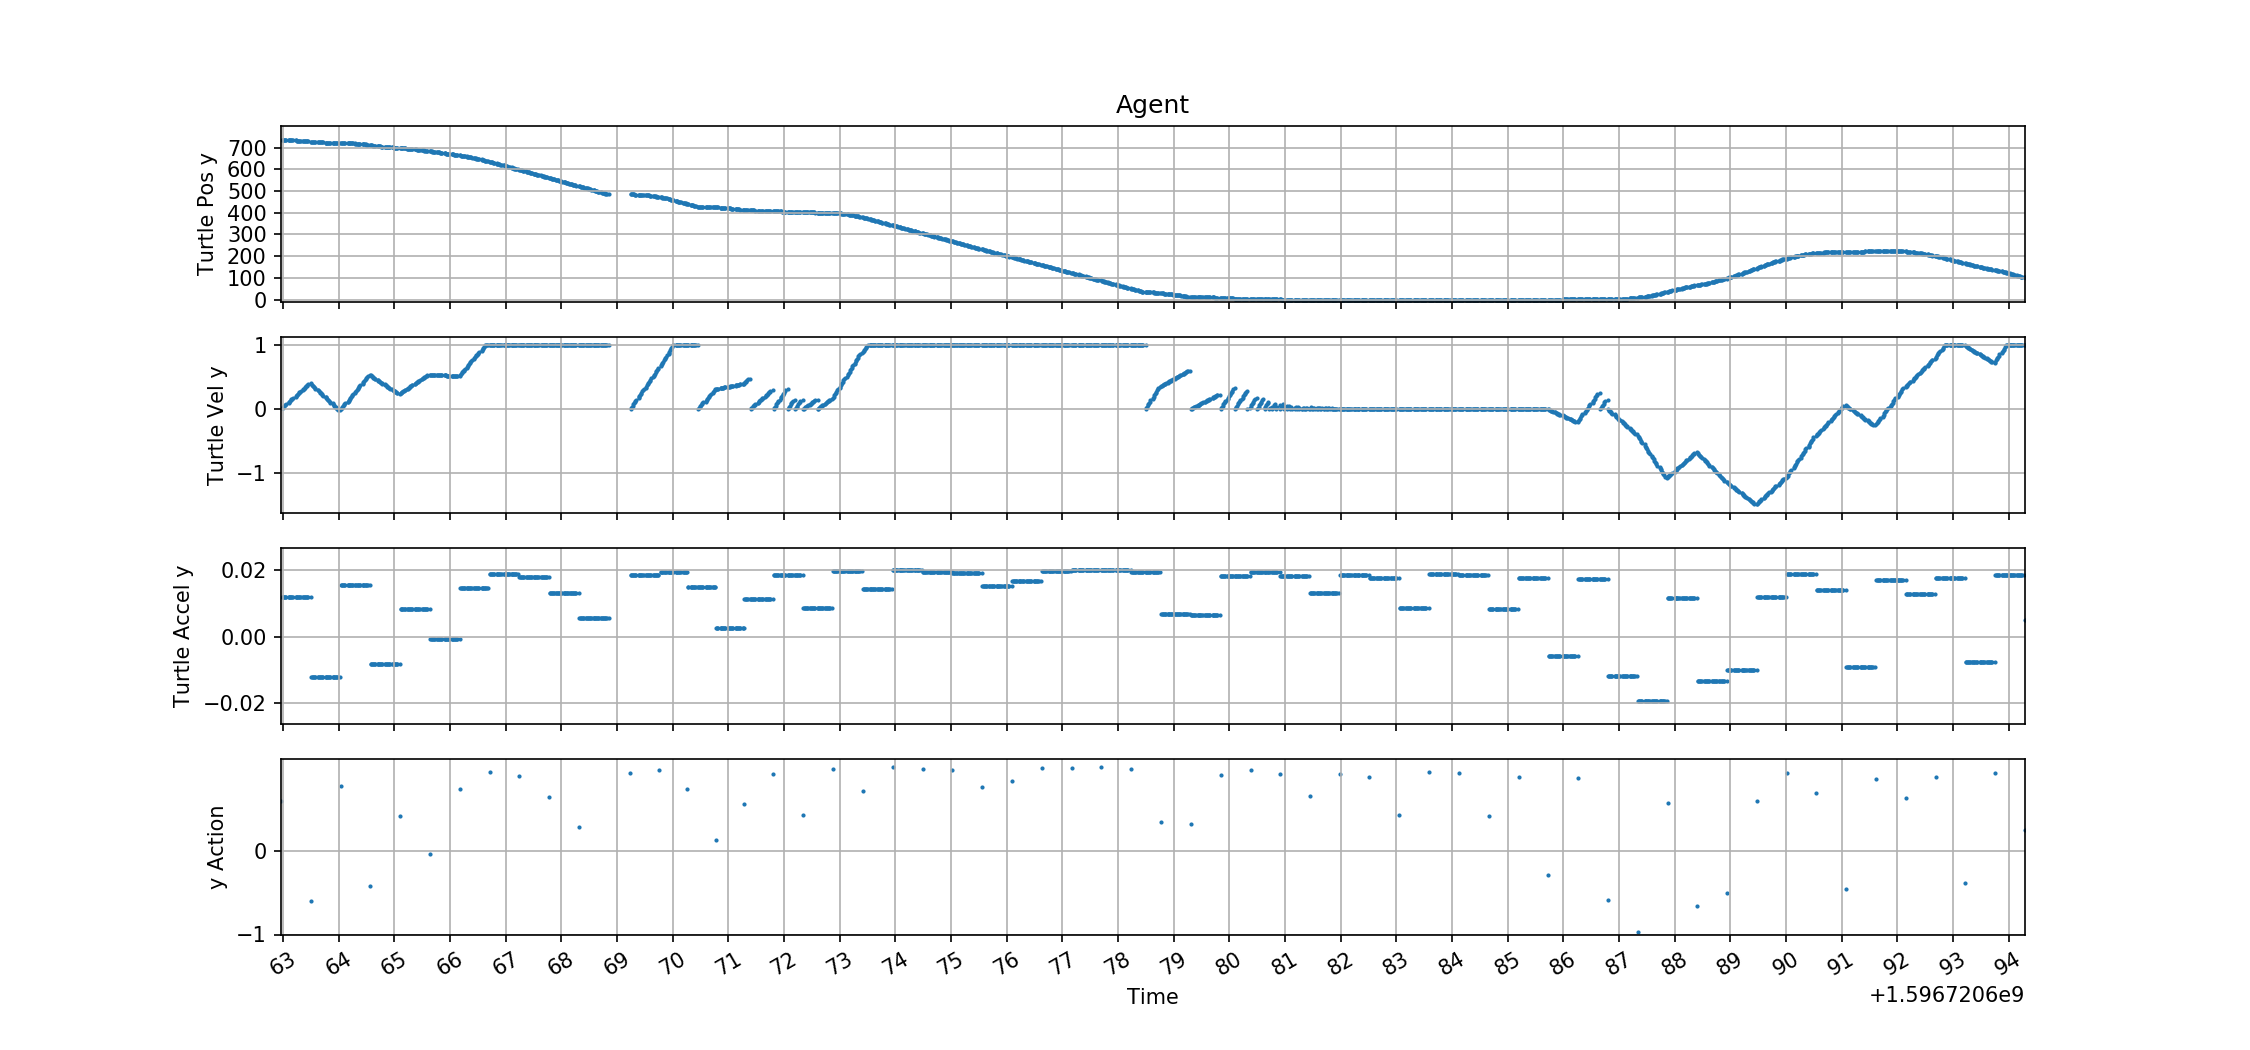 Agent
Turtle Pos y
700
600
500
400
300
200
100
0
Turtle Vel y
1
0
−1
Turtle Accel y
0.02
0.00
−0.02
y Action
0
−1
63 64 65 66 67 68 69 70 71 72 73 74 75 76 77 78 79 80 81 82 83 84 85 86 87 88 89 90 91 92 93 94
Time
+1.5967206e9